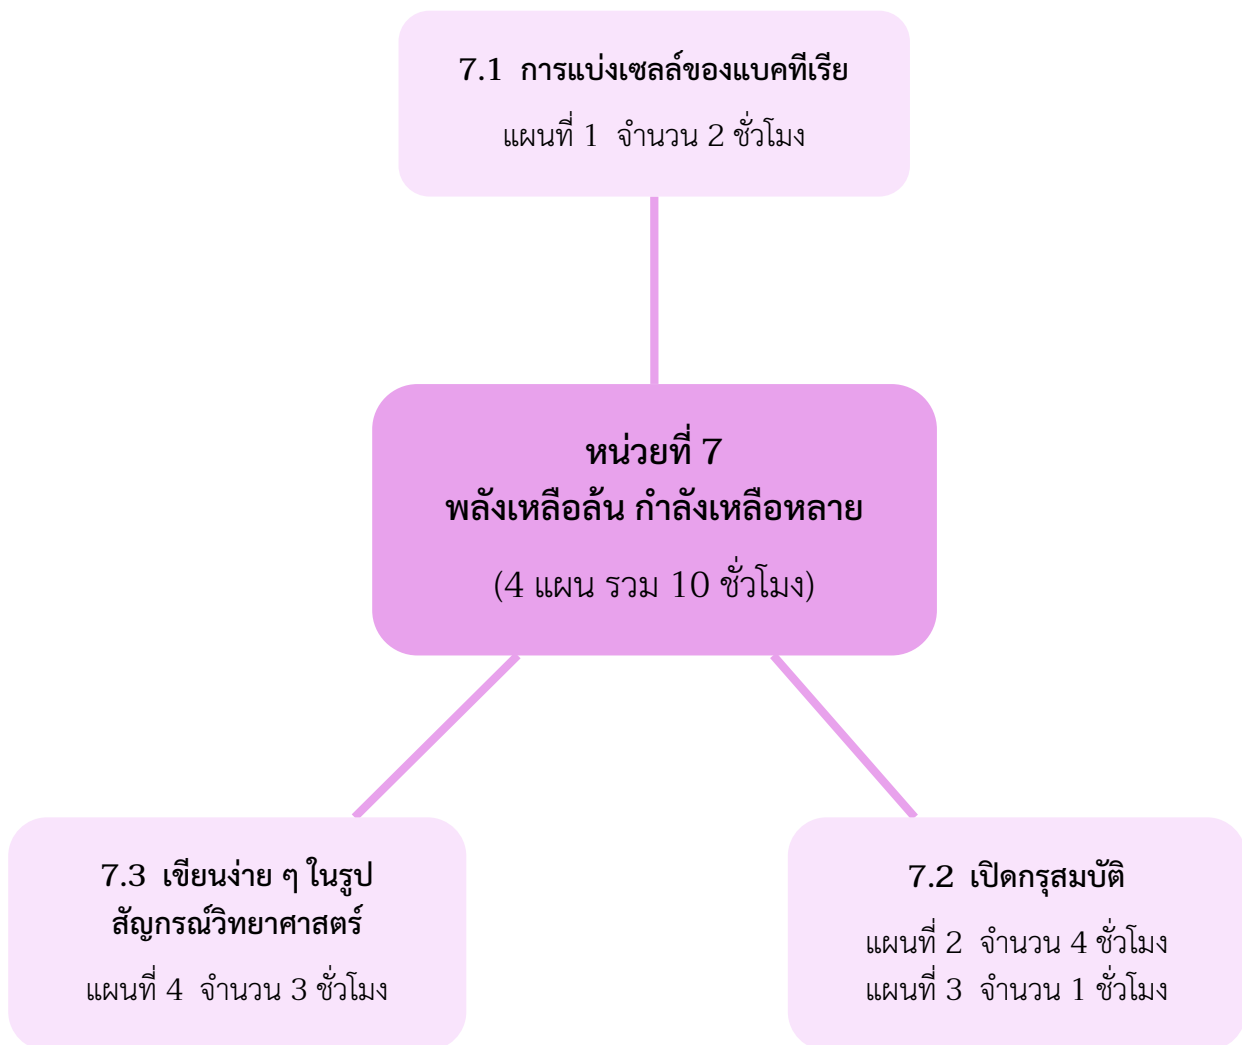 7.1 การแบ่งเซลล์ของแบคทีเรีย
แผนที่ 1 จำนวน 2 ชั่วโมง
หน่วยที่ 7
พลังเหลือล้น กำลังเหลือหลาย
(4 แผน รวม 10 ชั่วโมง)
7.3 เขียนง่าย ๆ ในรูป
สัญกรณ์วิทยาศาสตร์
แผนที่ 4 จำนวน 3 ชั่วโมง
7.2 เปิดกรุสมบัติ
แผนที่ 2 จำนวน 4 ชั่วโมง
แผนที่ 3 จำนวน 1 ชั่วโมง